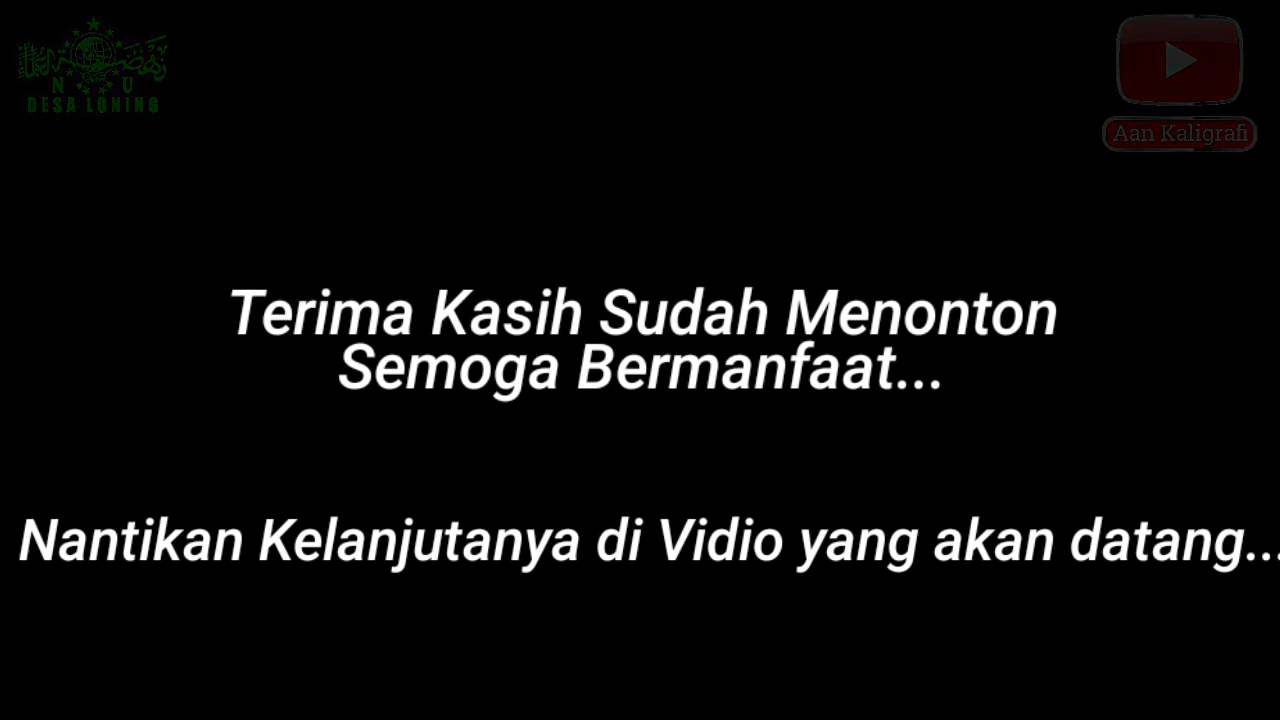 N U
DESA LONING
Aan Kaligrafi
Terima Kasih Sudah Menonton
Semoga Bermanfaat...
Nantikan Kelanjutanya di Vidio yang akan datang...